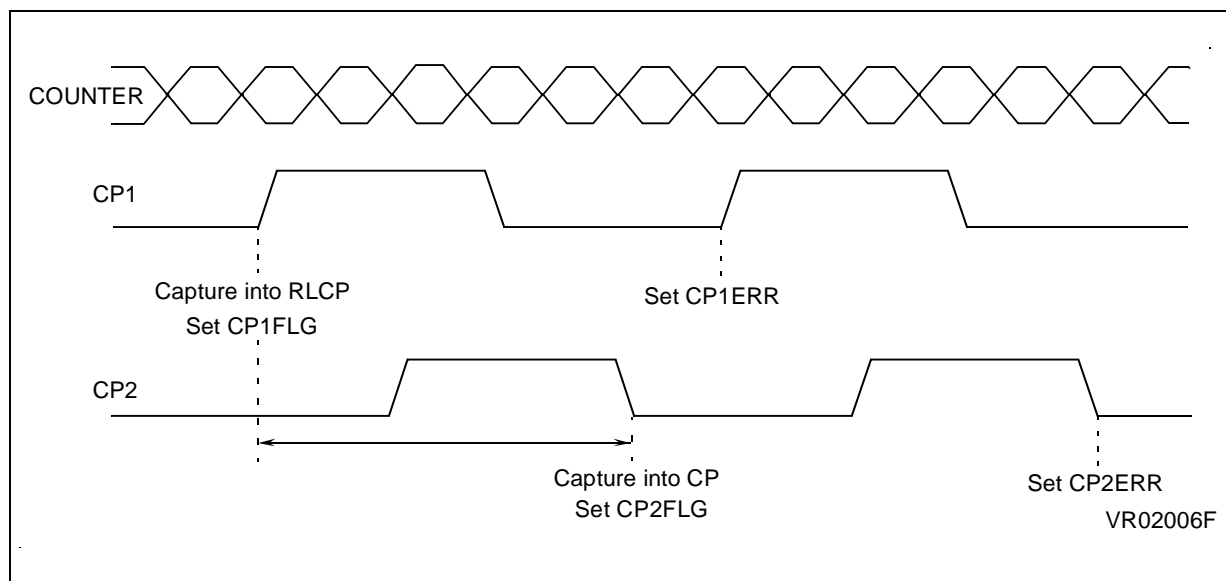 COUNTER
CP1
Capture into RLCP
Set CP1FLG
Set CP1ERR
CP2
Capture into CP
Set CP2FLG
Set CP2ERR
VR02006F